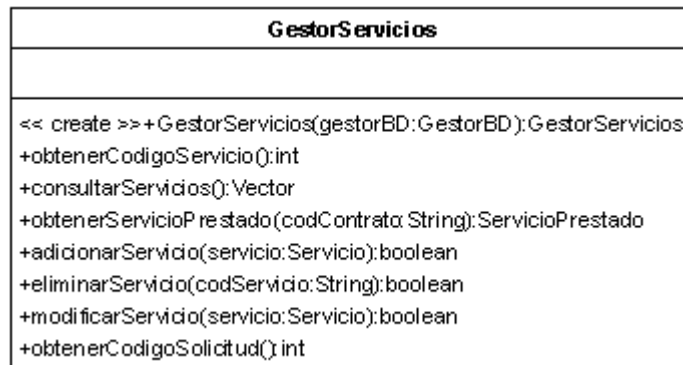 GestorServicios
<< create >>+GestorServicios(gestorBD:GestorBD):GestorServicios
+obtenerCodigoServicio():int
+consultarServicios():Vector
+obtenerServicioPrestado(codContrato:String):ServicioPrestado
+adicionarServicio(servicio:Servicio):boolean
+eliminarServicio(codServicio:String):boolean
+modificarServicio(servicio:Servicio):boolean
+obtenerCodigoSolicitud():int